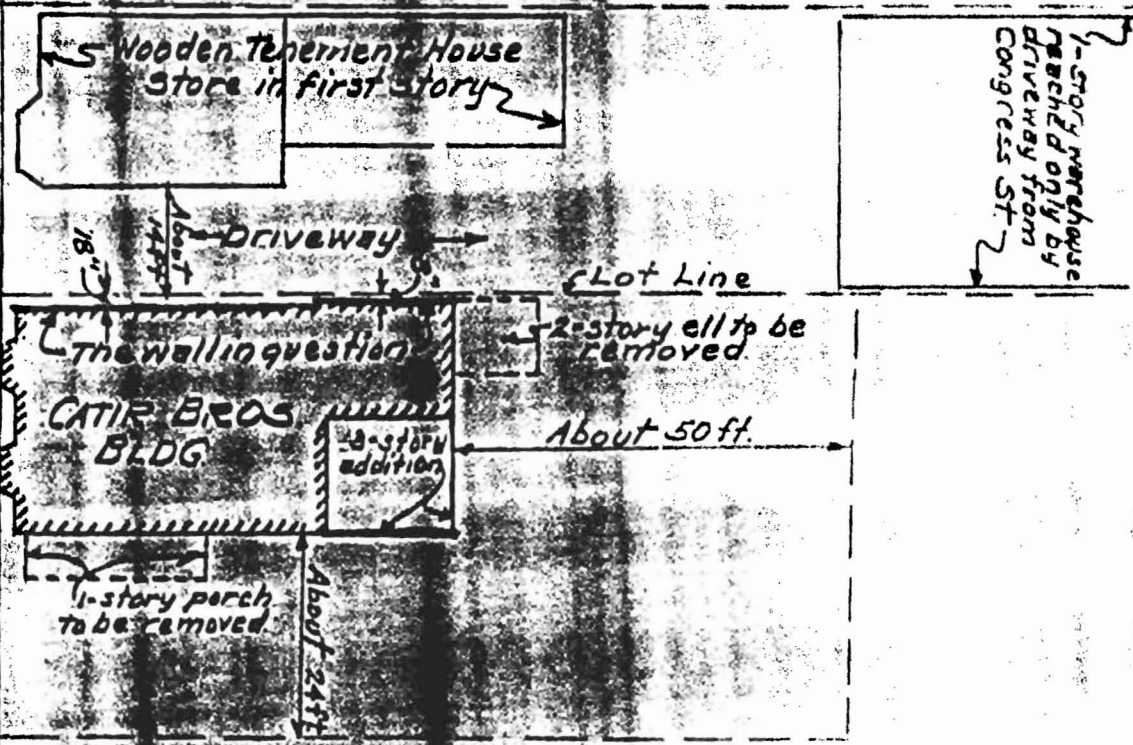 Wooden Tenement House
Store in first story
1-story warehouse
reached only by
driveway from
Congress St.
About
14 ft
Driveway
18"
8"
Lot Line
The wall in question
2-story ell to be
removed.
CATIR BROS
BLDG
-story
addition
About 50 ft.
1-story porch
to be removed
About 24 ft